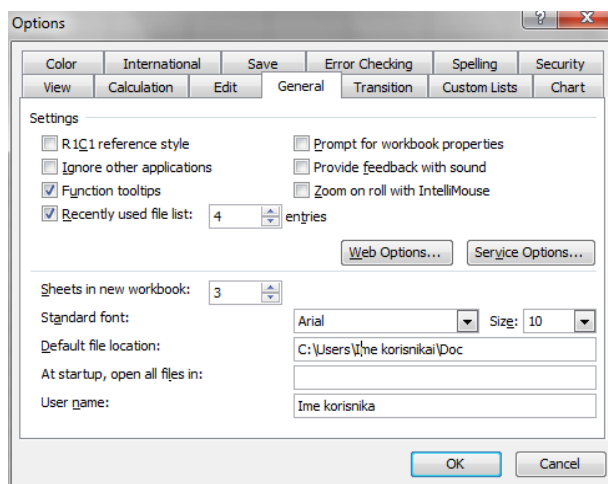 Options
Color International Save Error Checking Spelling Security
View Calculation Edit General Transition Custom Lists Chart
Settings
R1C1 reference style Prompt for workbook properties
Ignore other applications Provide feedback with sound
Function tooltips Zoom on roll with IntelliMouse
Recently used file list: 4 entries
Web Options... Service Options...
Sheets in new workbook: 3
Standard font: Arial Size: 10
Default file location: C:\Users\Ime korisnikai\Doc
At startup, open all files in:
User name: Ime korisnika
OK Cancel